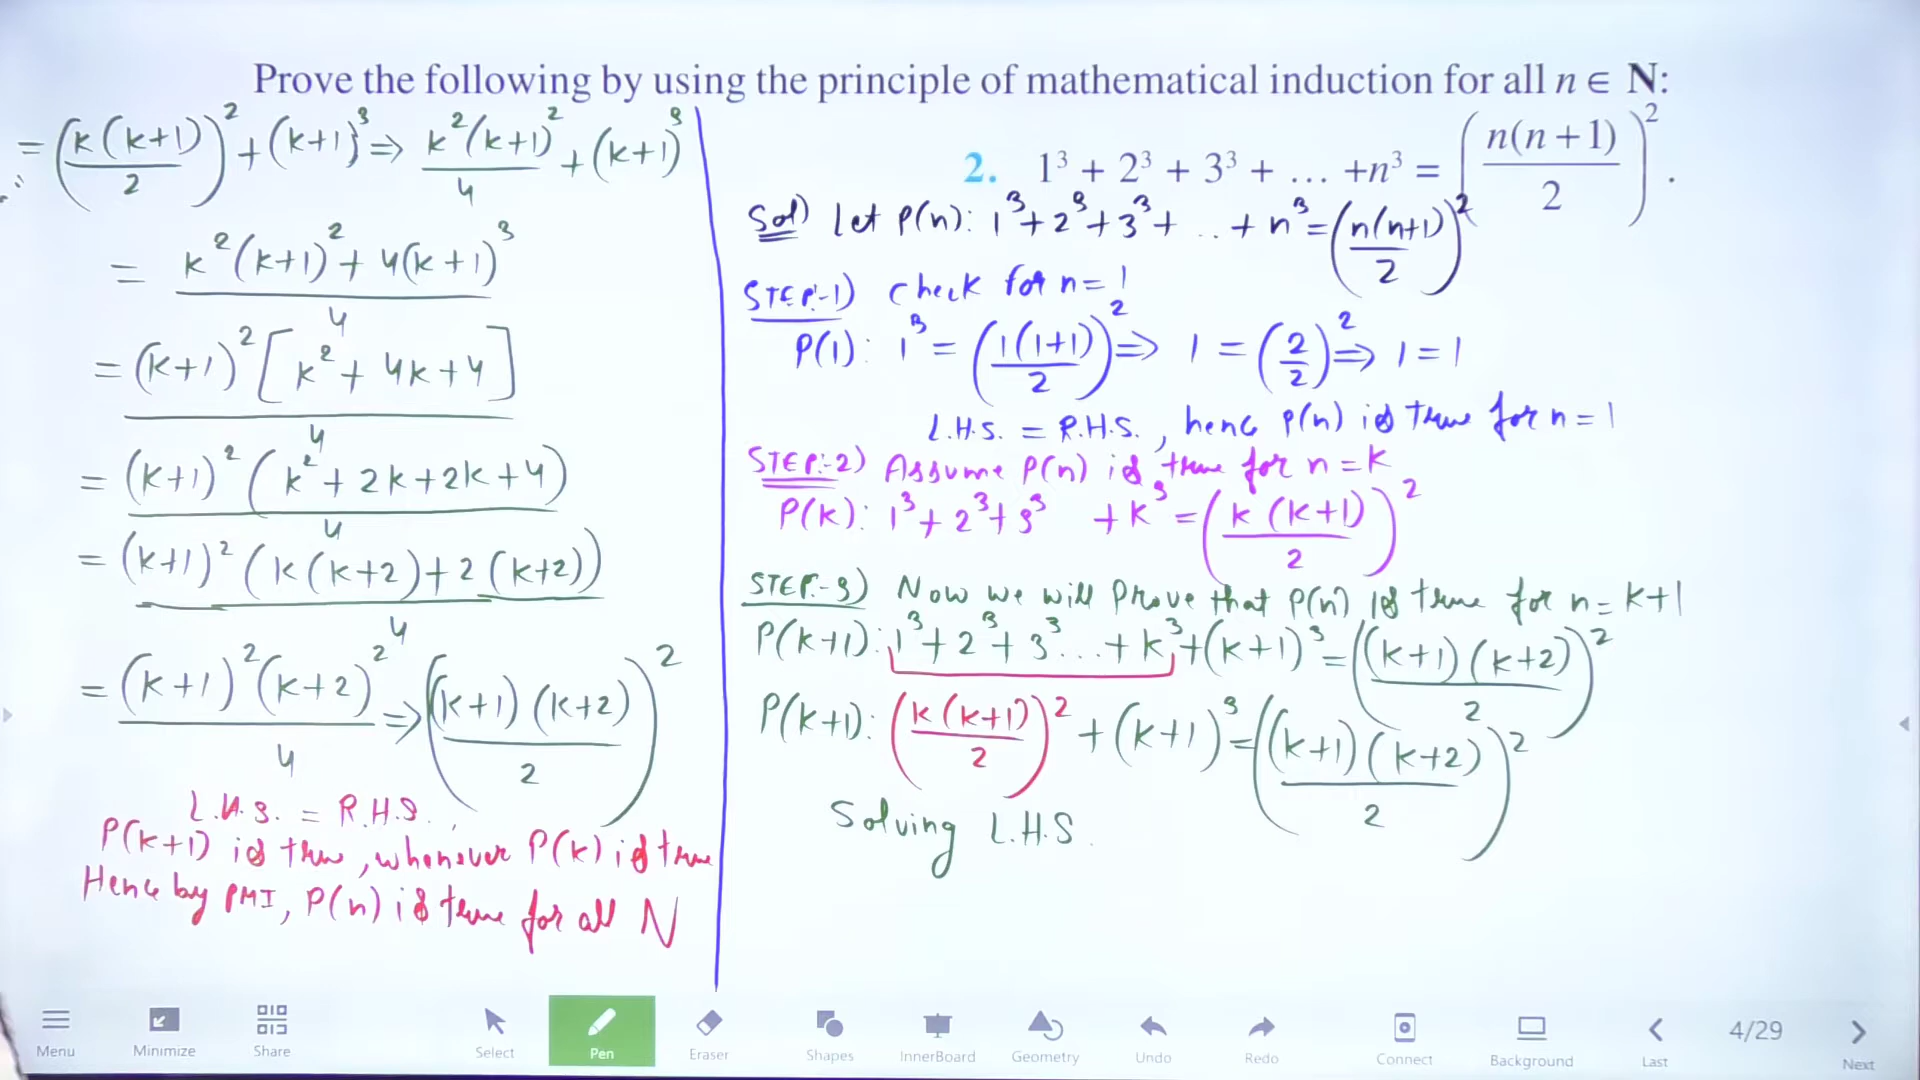 Prove the following by using the principle of mathematical induction for all n ∈ N:
2. 1³ + 2³ + 3³ + ... +n³ = (n(n+1)/2)².
Sol) Let P(n): 1³+2³+3³+ .. + n³ = (n(n+1)/2)²
STEP:-1) Check for n=1
P(1): 1³ = (1(1+1)/2)² ⇒ 1 = (2/2)² ⇒ 1 = 1
L.H.S. = R.H.S., hence P(n) is true for n=1
STEP:-2) Assume P(n) is true for n=k
P(k): 1³+2³+3³ +k³ = (k(k+1)/2)²
STEP:-3) Now we will prove that P(n) is true for n=k+1
P(k+1): 1³+2³+3³...+k³+(k+1)³ = ((k+1)(k+2)/2)²
P(k+1): (k(k+1)/2)² + (k+1)³ = ((k+1)(k+2)/2)²
Solving L.H.S.
= (k(k+1)/2)² + (k+1)³ ⇒ k²(k+1)²/4 + (k+1)³
= k²(k+1)² + 4(k+1)³/4
= (k+1)²[k²+4k+4]/4
= (k+1)²(k²+2k+2k+4)/4
= (k+1)²(k(k+2)+2(k+2))/4
= (k+1)²(k+2)²/4 ⇒ ((k+1)(k+2)/2)²
L.H.S. = R.H.S.,
P(k+1) is true, whenever P(k) is true
Hence by PMI, P(n) is true for all N
Menu Minimize Share Select Pen Eraser Shapes InnerBoard Geometry Undo Redo Connect Background Last 4/29 Next